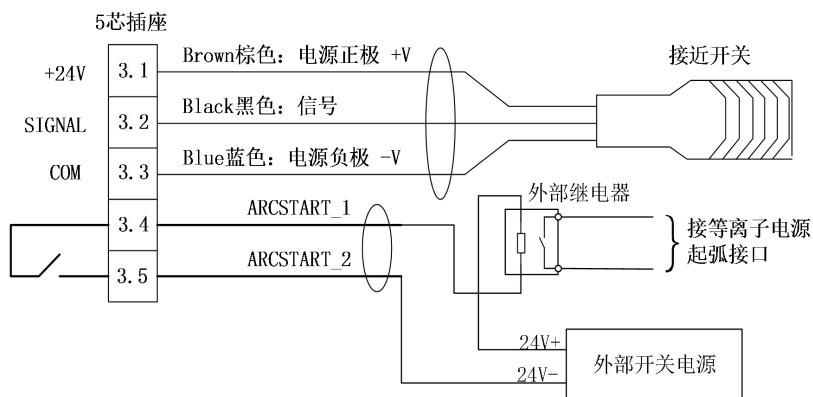 5芯插座
+24V
3.1
Brown棕色：电源正极 +V
接近开关
SIGNAL
3.2
Black黑色：信号
COM
3.3
Blue蓝色：电源负极 -V
3.4
ARCSTART_1
外部继电器
接等离子电源
起弧接口
3.5
ARCSTART_2
24V+
24V-
外部开关电源